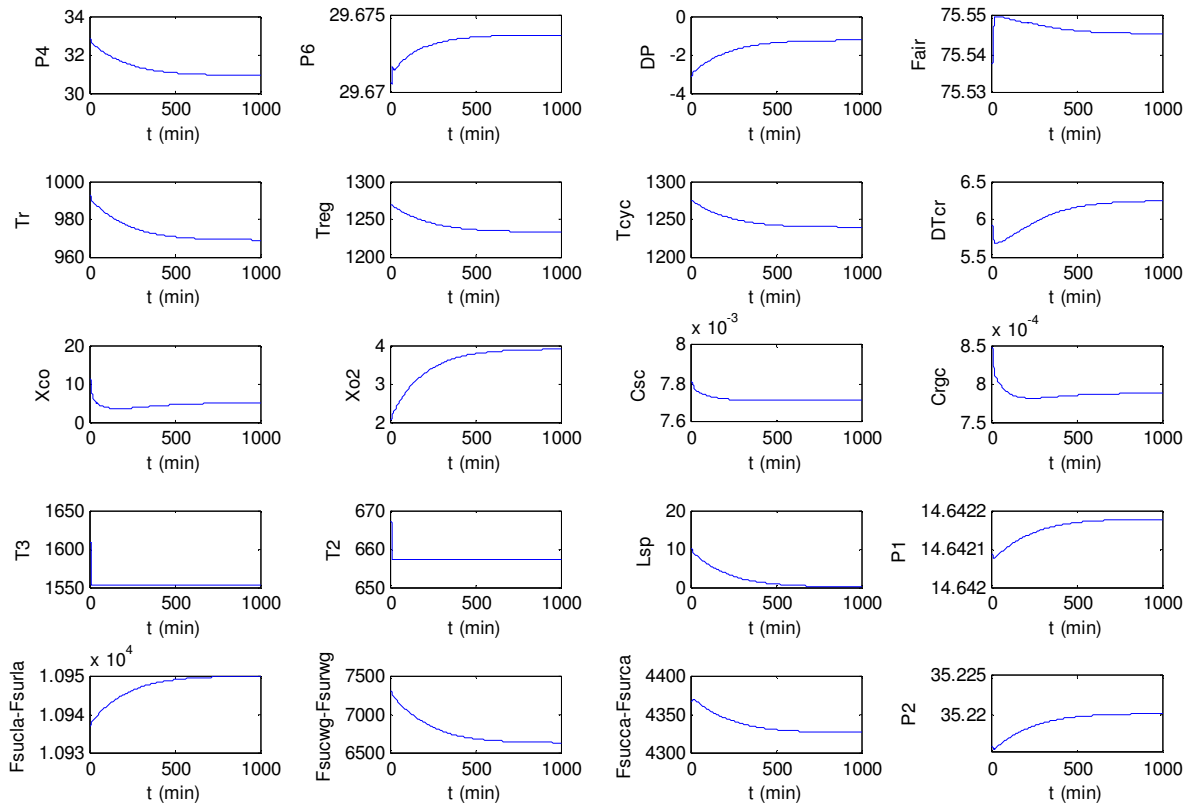 34
32
30
P4
0 500 1000
t (min)
29.675
29.67
P6
0 500 1000
t (min)
0
-2
-4
DP
0 500 1000
t (min)
75.55
75.54
75.53
Fair
0 500 1000
t (min)
1000
980
960
Tr
0 500 1000
t (min)
1300
1250
1200
Treg
0 500 1000
t (min)
1300
1250
1200
Tcyc
0 500 1000
t (min)
6.5
6
5.5
DTcr
0 500 1000
t (min)
20
10
0
Xco
0 500 1000
t (min)
4
3
2
Xo2
0 500 1000
t (min)
x 10-3
8
7.8
7.6
Csc
0 500 1000
t (min)
x 10-4
8.5
8
7.5
Crgc
0 500 1000
t (min)
1650
1600
1550
T3
0 500 1000
t (min)
670
660
650
T2
0 500 1000
t (min)
20
10
0
Lsp
0 500 1000
t (min)
14.6422
14.6421
14.642
P1
0 500 1000
t (min)
x 104
1.095
1.094
1.093
Fsucla-Fsurla
0 500 1000
t (min)
7500
7000
6500
Fsucwg-Fsurwg
0 500 1000
t (min)
4400
4350
4300
Fsucca-Fsurca
0 500 1000
t (min)
35.225
35.22
P2
0 500 1000
t (min)